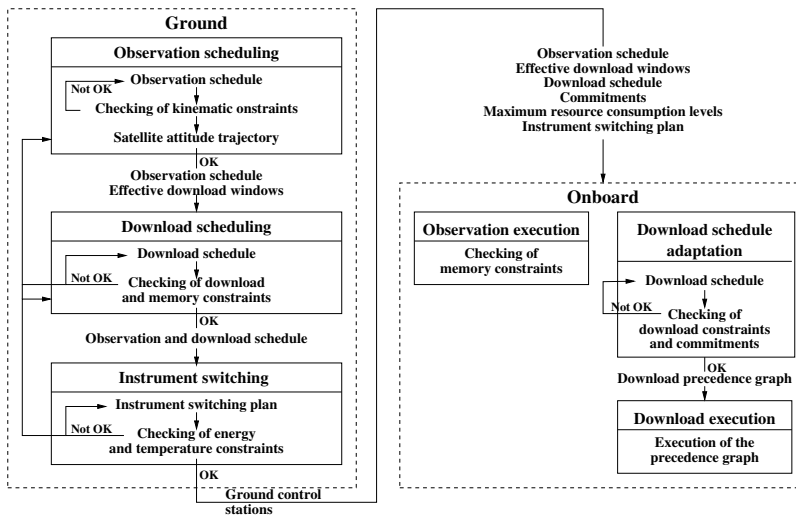 Ground
Observation scheduling
Observation schedule
Not OK
Checking of kinematic onstraints
Satellite attitude trajectory
OK
Observation schedule
Effective download windows
Download scheduling
Download schedule
Not OK
Checking of download
and memory constraints
OK
Observation and download schedule
Instrument switching
Instrument switching plan
Not OK
Checking of energy
and temperature constraints
OK
Ground control
stations
Observation schedule
Effective download windows
Download schedule
Commitments
Maximum resource consumption levels
Instrument switching plan
Onboard
Observation execution
Checking of
memory constraints
Download schedule
adaptation
Download schedule
Not OK
Checking of
download constraints
and commitments
OK
Download precedence graph
Download execution
Execution of the
precedence graph